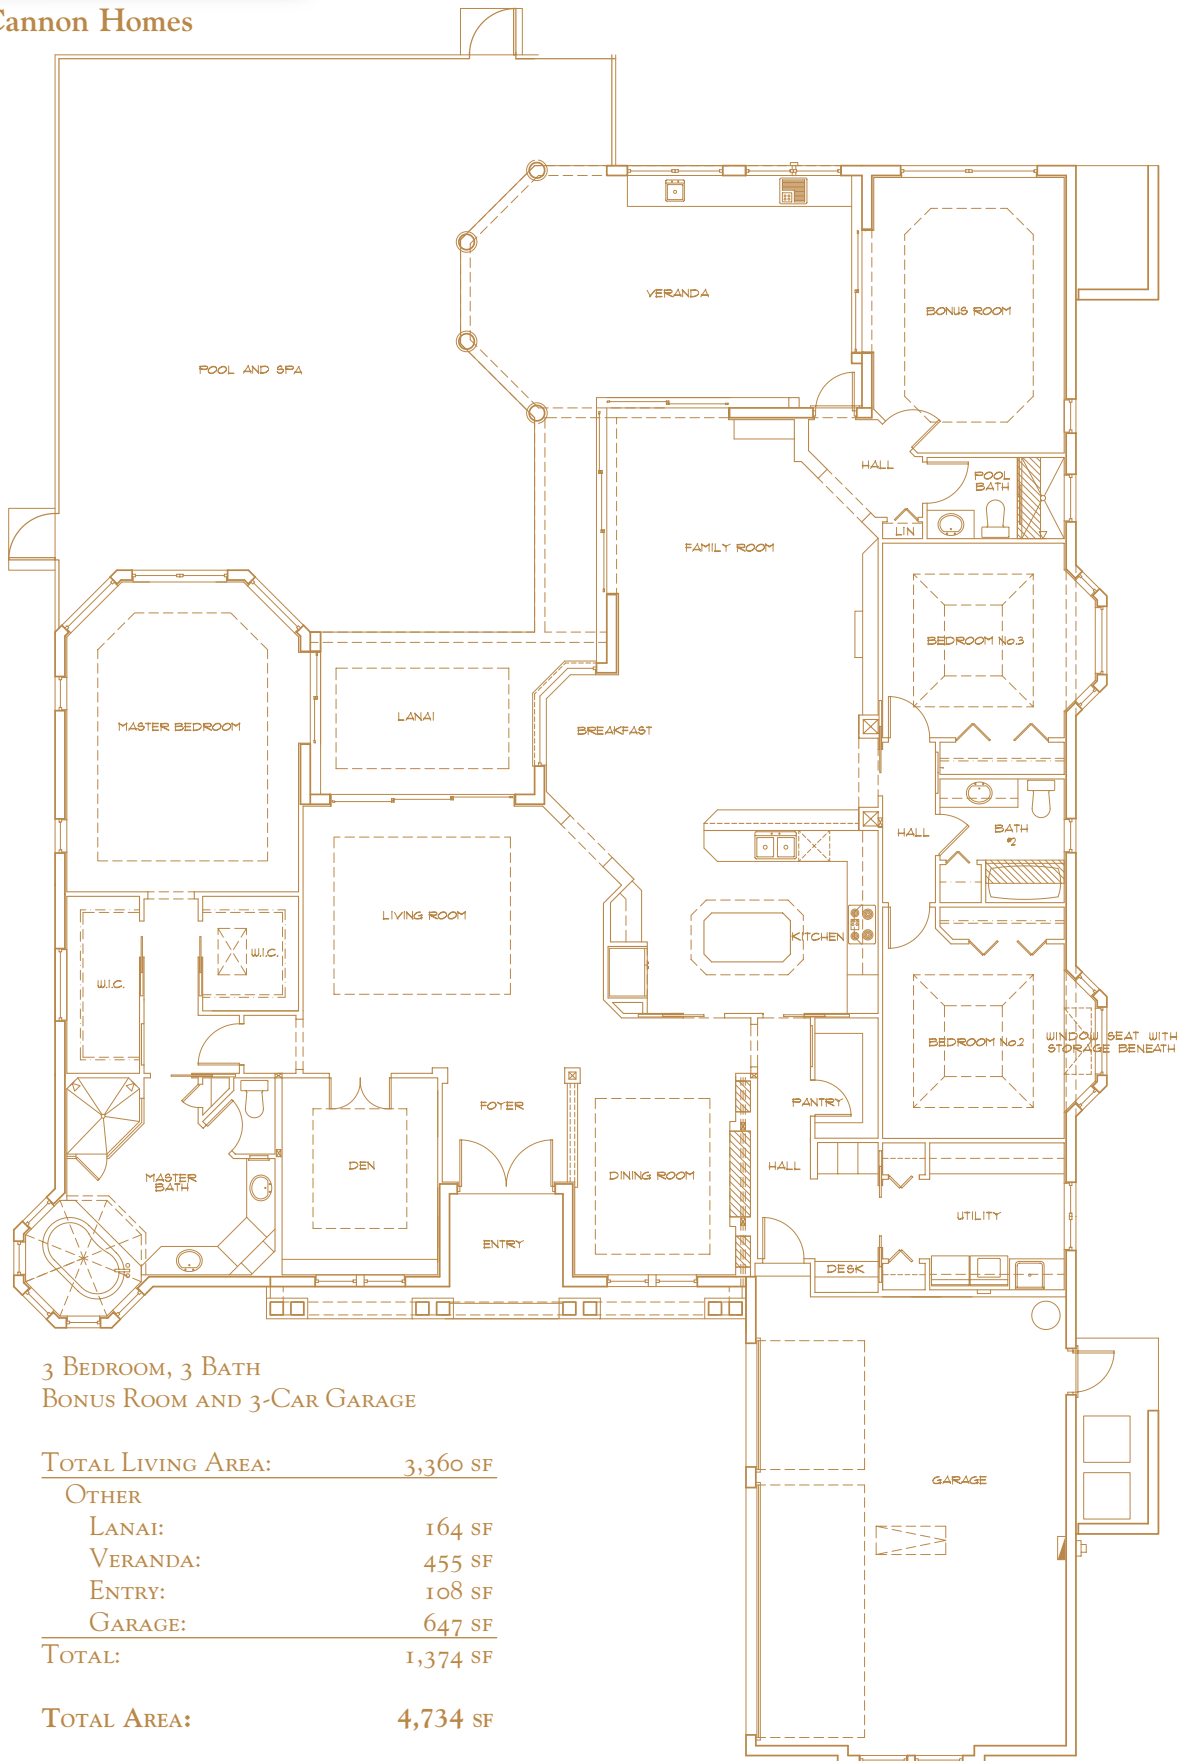 Cannon Homes
VERANDA
BONUS ROOM
POOL AND SPA
HALL
POOL
BATH
LIN
FAMILY ROOM
BEDROOM No.3
LANAI
MASTER BEDROOM
BREAKFAST
HALL
BATH
#2
LIVING ROOM
KITCHEN
W.I.C.
W.I.C.
WINDOW SEAT WITH
STORAGE BENEATH
BEDROOM No.2
PANTRY
FOYER
DEN
HALL
DINING ROOM
MASTER
BATH
UTILITY
ENTRY
DESK
GARAGE
3 Bedroom, 3 Bath
Bonus Room and 3-Car Garage
Total Living Area: 3,360 sf
Other
Lanai: 164 sf
Veranda: 455 sf
Entry: 108 sf
Garage: 647 sf
Total: 1,374 sf
Total Area: 4,734 sf